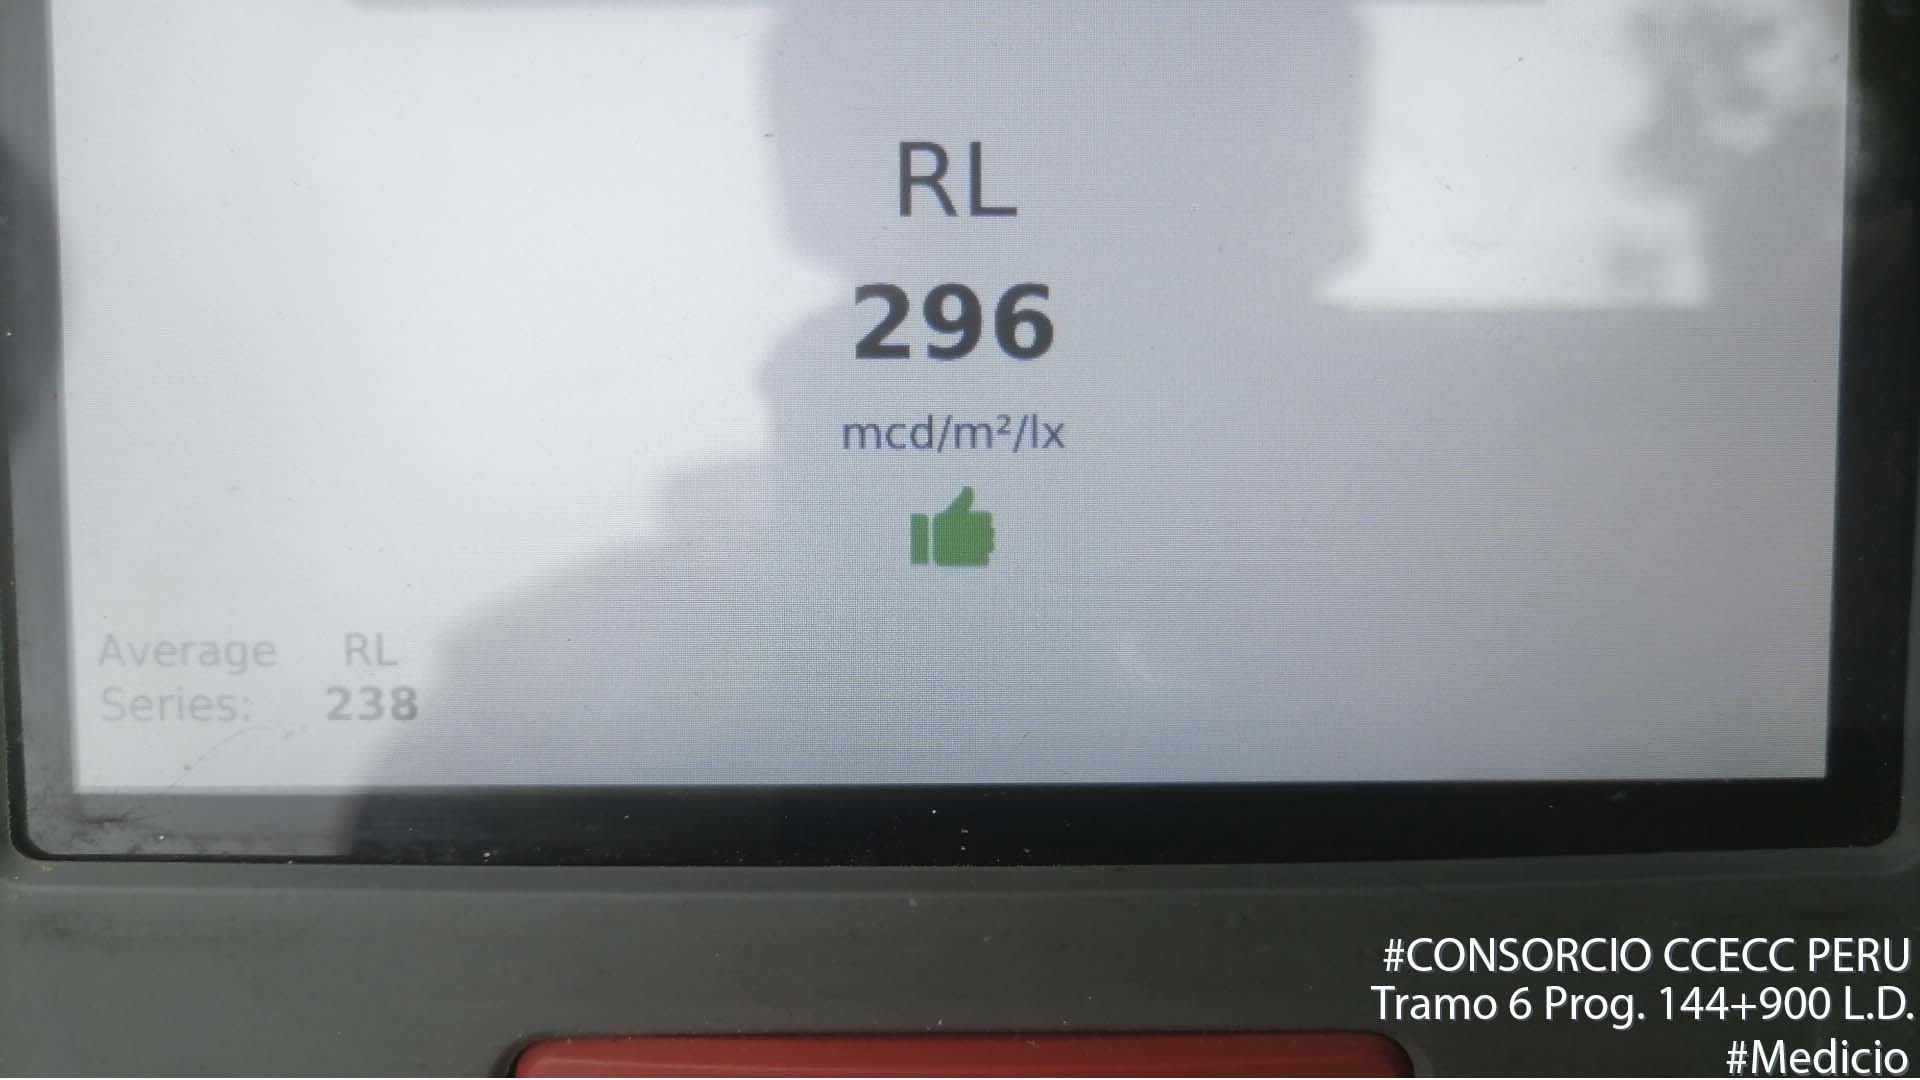 RL
296
mcd/m²/lx
Average RL
Series: 238
#CONSORCIO CCECC PERU
Tramo 6 Prog. 144+900 L.D.
#Medicio